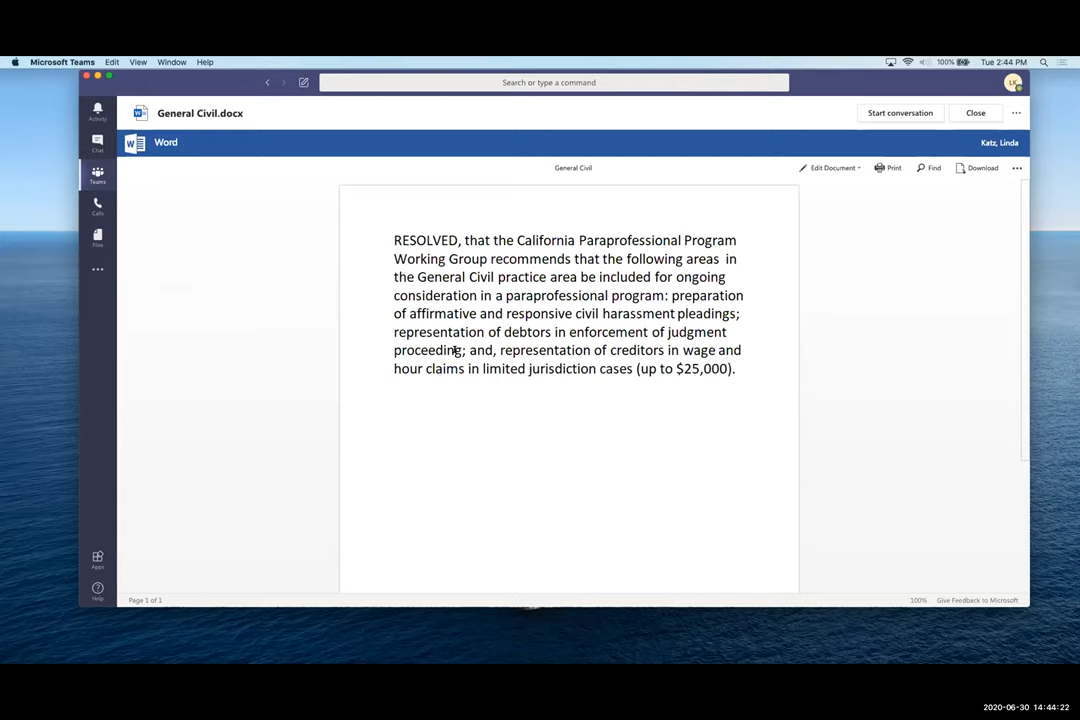 Microsoft Teams Edit View Window Help 100% Tue 2:44 PM
Search or type a command LK
Activity
Chat
Teams
Calls
Files
Apps
Help
General Civil.docx Start conversation Close
Word Katz, Linda
General Civil Edit Document Print Find Download
RESOLVED, that the California Paraprofessional Program
Working Group recommends that the following areas in
the General Civil practice area be included for ongoing
consideration in a paraprofessional program: preparation
of affirmative and responsive civil harassment pleadings;
representation of debtors in enforcement of judgment
proceeding; and, representation of creditors in wage and
hour claims in limited jurisdiction cases (up to $25,000).
Page 1 of 1 100% Give Feedback to Microsoft
2020-06-30 14:44:22